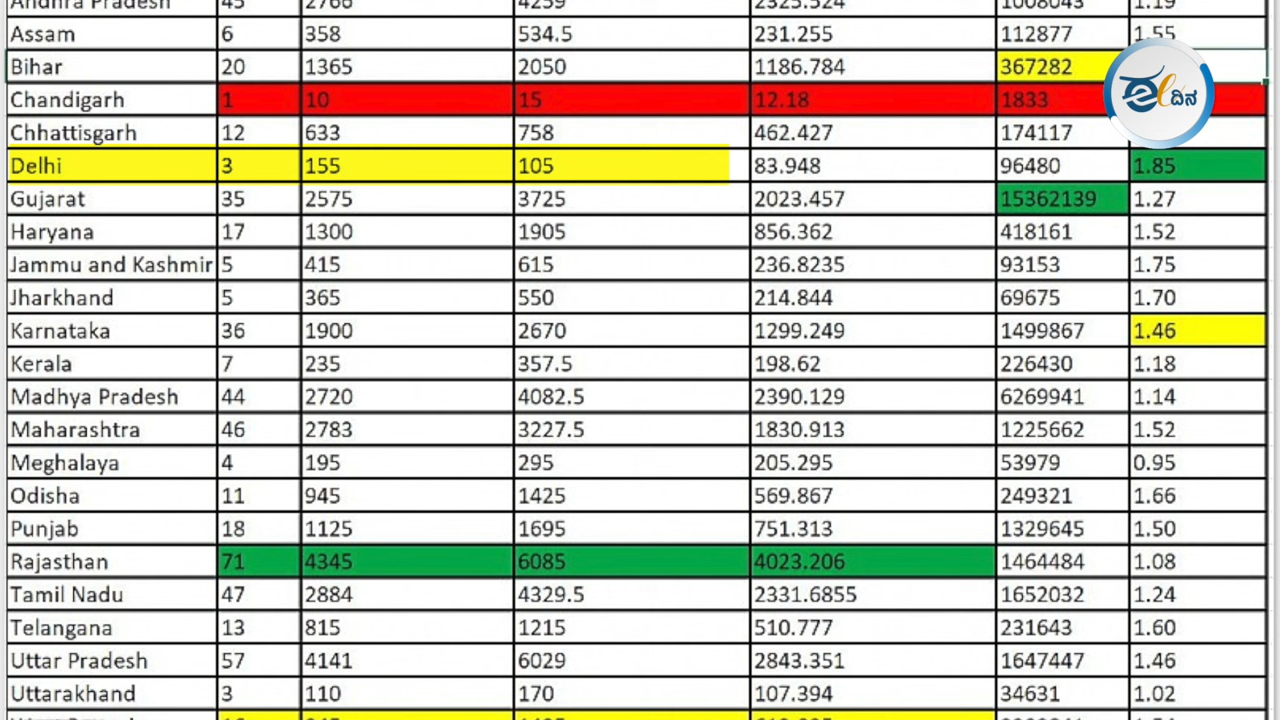 Andhra Pradesh 45 2766 4259 2325.524 1008043 1.19
Assam 6 358 534.5 231.255 112877 1.55
Bihar 20 1365 2050 1186.784 367282
Chandigarh 1 10 15 12.18 1833
Chhattisgarh 12 633 758 462.427 174117
Delhi 3 155 105 83.948 96480 1.85
Gujarat 35 2575 3725 2023.457 15362139 1.27
Haryana 17 1300 1905 856.362 418161 1.52
Jammu and Kashmir 5 415 615 236.8235 93153 1.75
Jharkhand 5 365 550 214.844 69675 1.70
Karnataka 36 1900 2670 1299.249 1499867 1.46
Kerala 7 235 357.5 198.62 226430 1.18
Madhya Pradesh 44 2720 4082.5 2390.129 6269941 1.14
Maharashtra 46 2783 3227.5 1830.913 1225662 1.52
Meghalaya 4 195 295 205.295 53979 0.95
Odisha 11 945 1425 569.867 249321 1.66
Punjab 18 1125 1695 751.313 1329645 1.50
Rajasthan 71 4345 6085 4023.206 1464484 1.08
Tamil Nadu 47 2884 4329.5 2331.6855 1652032 1.24
Telangana 13 815 1215 510.777 231643 1.60
Uttar Pradesh 57 4141 6029 2843.351 1647447 1.46
Uttarakhand 3 110 170 107.394 34631 1.02
ದಿನ